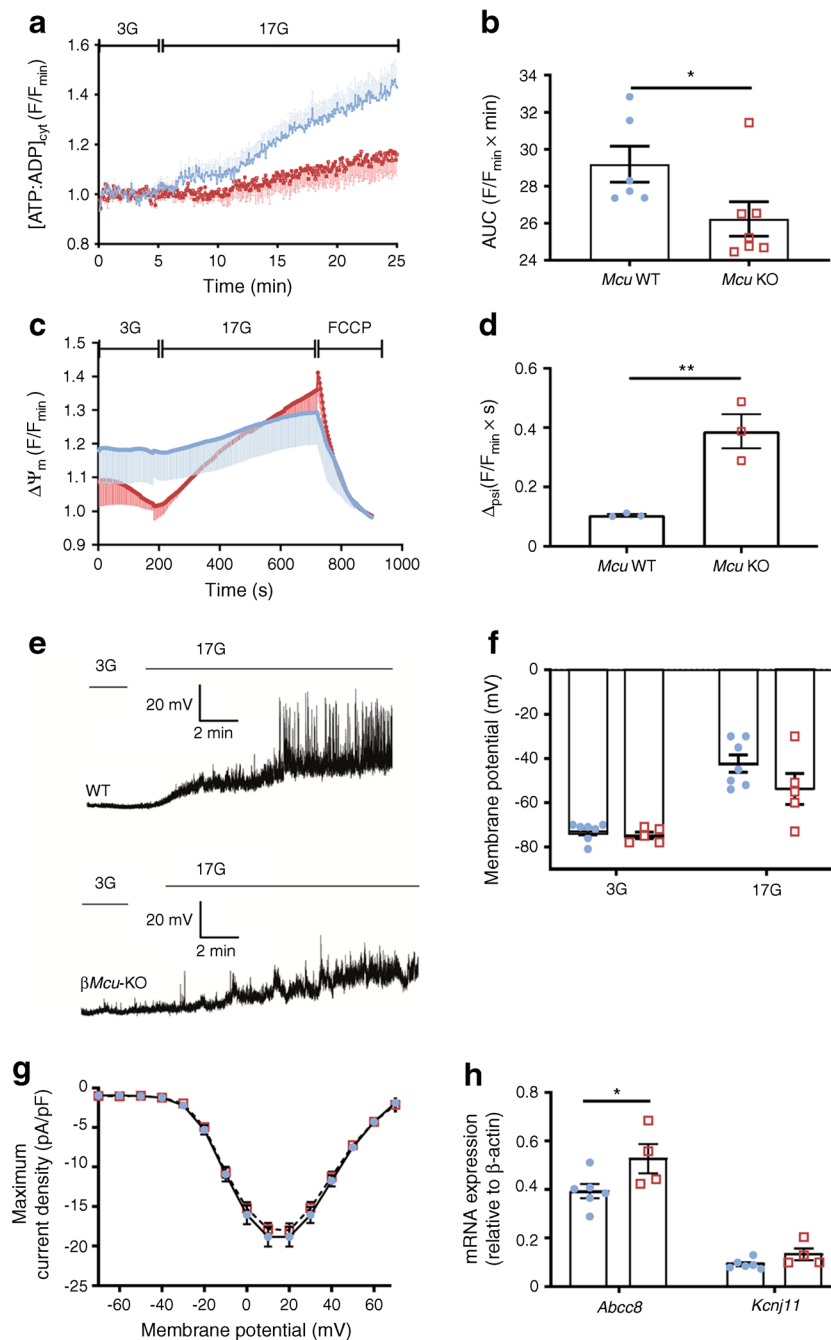 a
3G 17G
[ATP:ADP]cyt (F/Fmin)
1.6
1.4
1.2
1.0
0.8
0 5 10 15 20 25
Time (min)
b
*
AUC (F/Fmin × min)
34
32
30
28
26
24
Mcu WT Mcu KO
c
3G 17G FCCP
ΔΨm (F/Fmin)
1.5
1.4
1.3
1.2
1.1
1.0
0.9
0 200 400 600 800 1000
Time (s)
d
**
Δpsi(F/Fmin × s)
0.6
0.4
0.2
0
Mcu WT Mcu KO
e
3G 17G
20 mV
2 min
WT
3G 17G
20 mV
2 min
βMcu-KO
f
Membrane potential (mV)
0
-20
-40
-60
-80
3G 17G
g
Maximum
current density (pA/pF)
0
-5
-10
-15
-20
-25
-60 -40 -20 0 20 40 60
Membrane potential (mV)
h
*
mRNA expression
(relative to β-actin)
0.8
0.6
0.4
0.2
0
Abcc8 Kcnj11